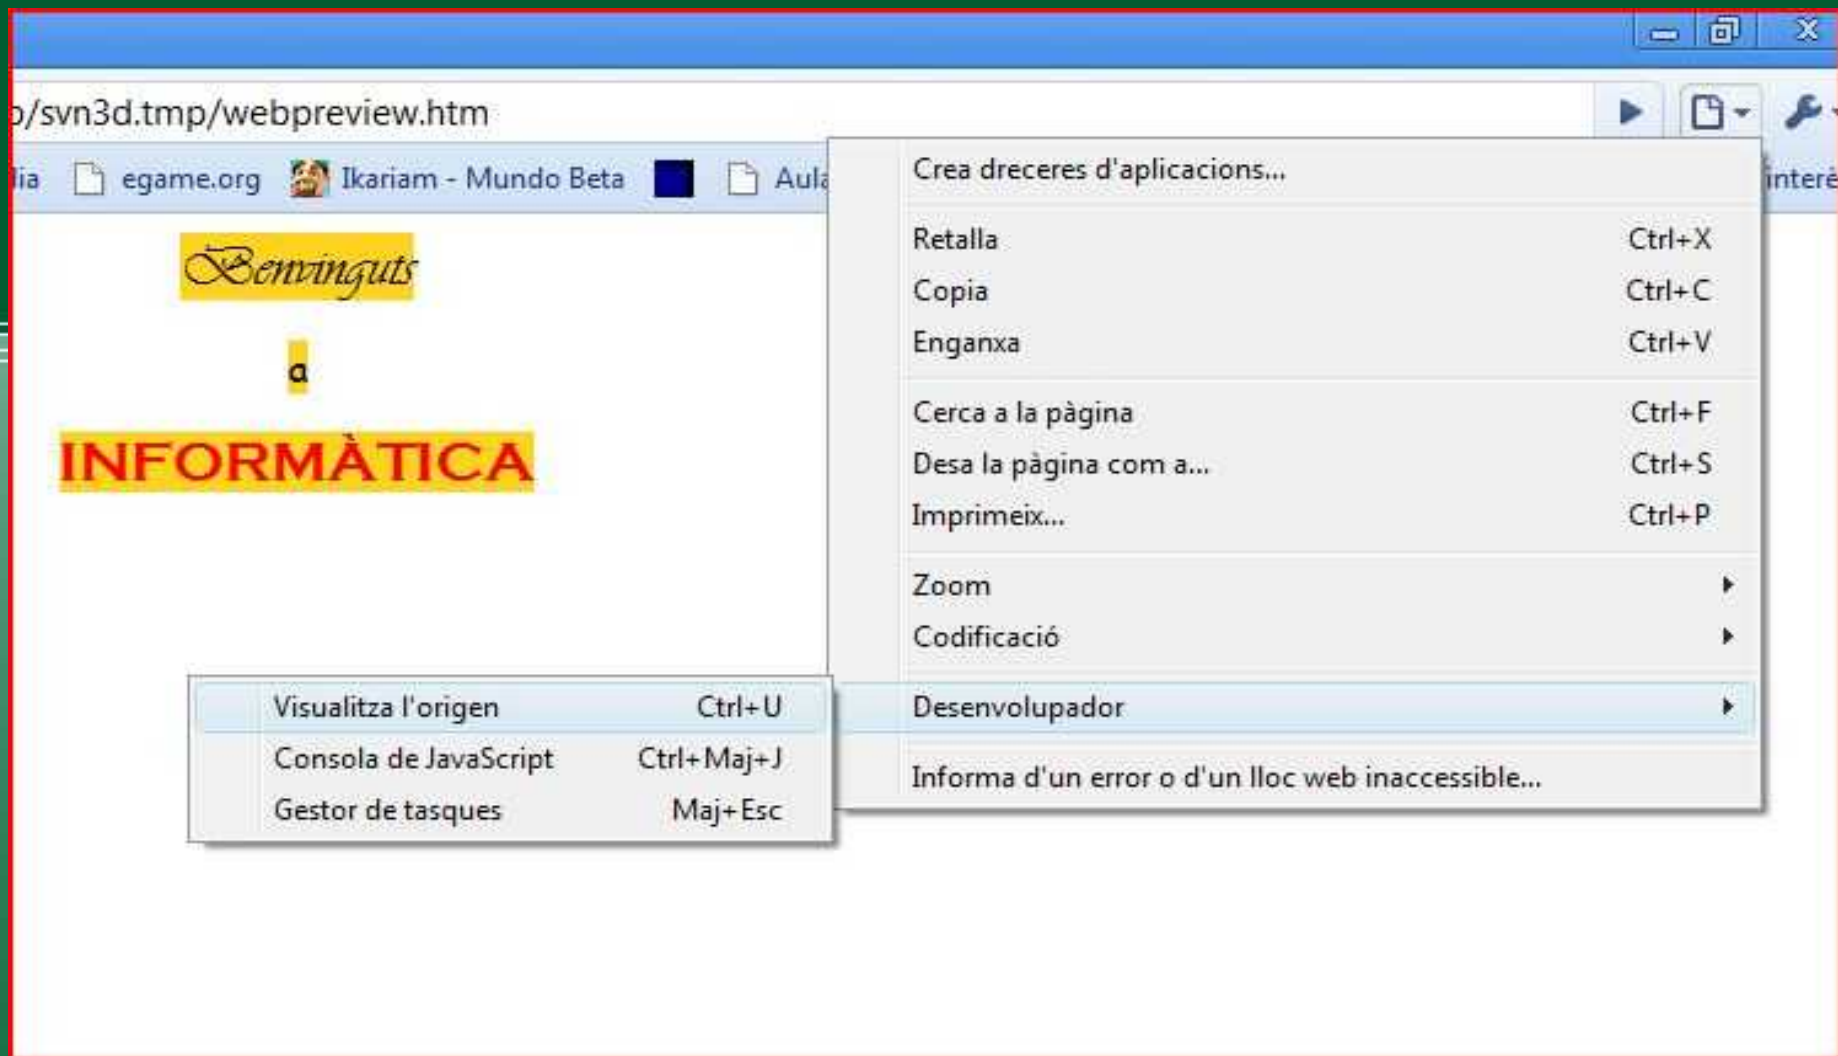 o/svn3d.tmp/webpreview.htm
egame.org Ikariam - Mundo Beta
Benvinguts
a
INFORMÀTICA
Crea dreceres d'aplicacions...
Retalla Ctrl+X
Copia Ctrl+C
Enganxa Ctrl+V
Cerca a la pàgina Ctrl+F
Desa la pàgina com a... Ctrl+S
Imprimeix... Ctrl+P
Zoom
Codificació
Desenvolupador
Informa d'un error o d'un lloc web inaccessible...
Visualitza l'origen Ctrl+U
Consola de JavaScript Ctrl+Maj+J
Gestor de tasques Maj+Esc